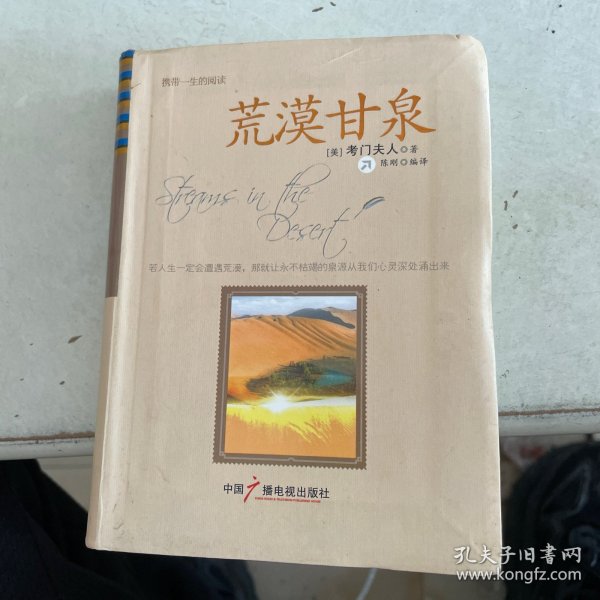 携带一生的阅读
荒漠甘泉
[美] 考门夫人 ◎ 著
陈刚 ◎ 编译
Streams in the
Desert
若人生一定会遭遇荒漠，那就让永不枯竭的泉源从我们心灵深处涌出来
中国广播电视出版社
孔夫子旧书网
www.kongfz.com